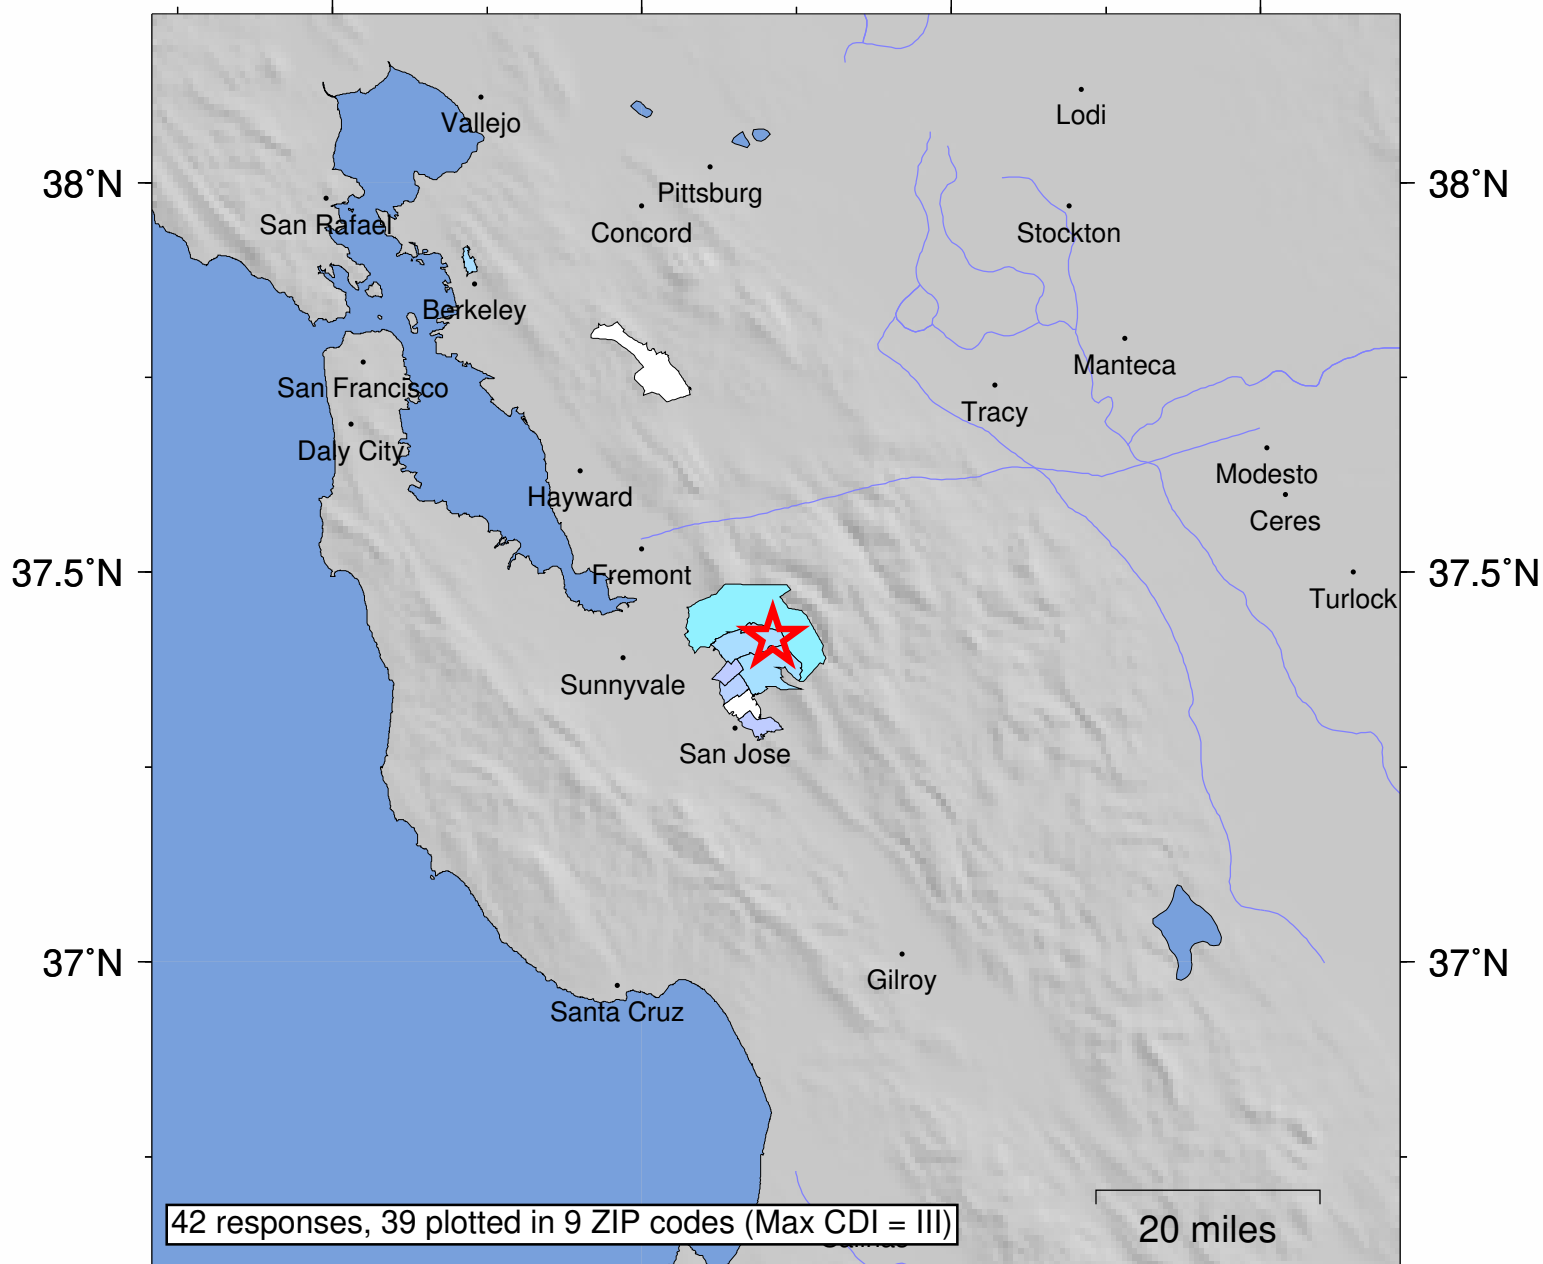 Vallejo
Lodi
38°N
38°N
Pittsburg
San Rafael
Concord
Stockton
Berkeley
Manteca
San Francisco
Tracy
Daly City
Modesto
Hayward
Ceres
37.5°N
Fremont
37.5°N
Turlock
Sunnyvale
San Jose
37°N
37°N
Gilroy
Santa Cruz
42 responses, 39 plotted in 9 ZIP codes (Max CDI = III)
20 miles